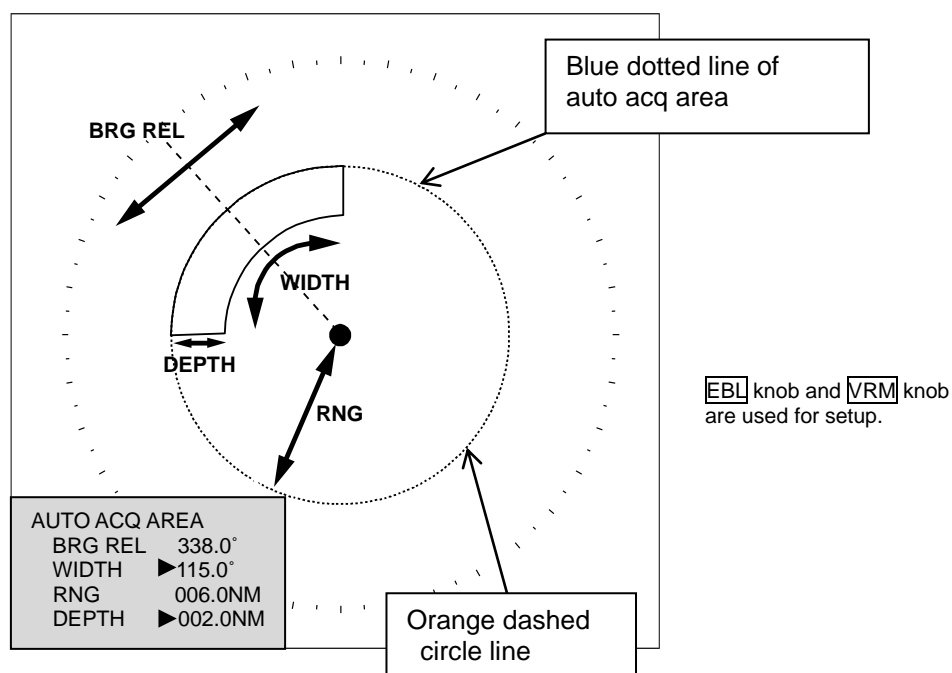 Blue dotted line of
auto acq area
BRG REL
WIDTH
DEPTH
RNG
EBL knob and VRM knob
are used for setup.
AUTO ACQ AREA
BRG REL 338.0°
WIDTH ▶115.0°
RNG 006.0NM
DEPTH ▶002.0NM
Orange dashed
circle line